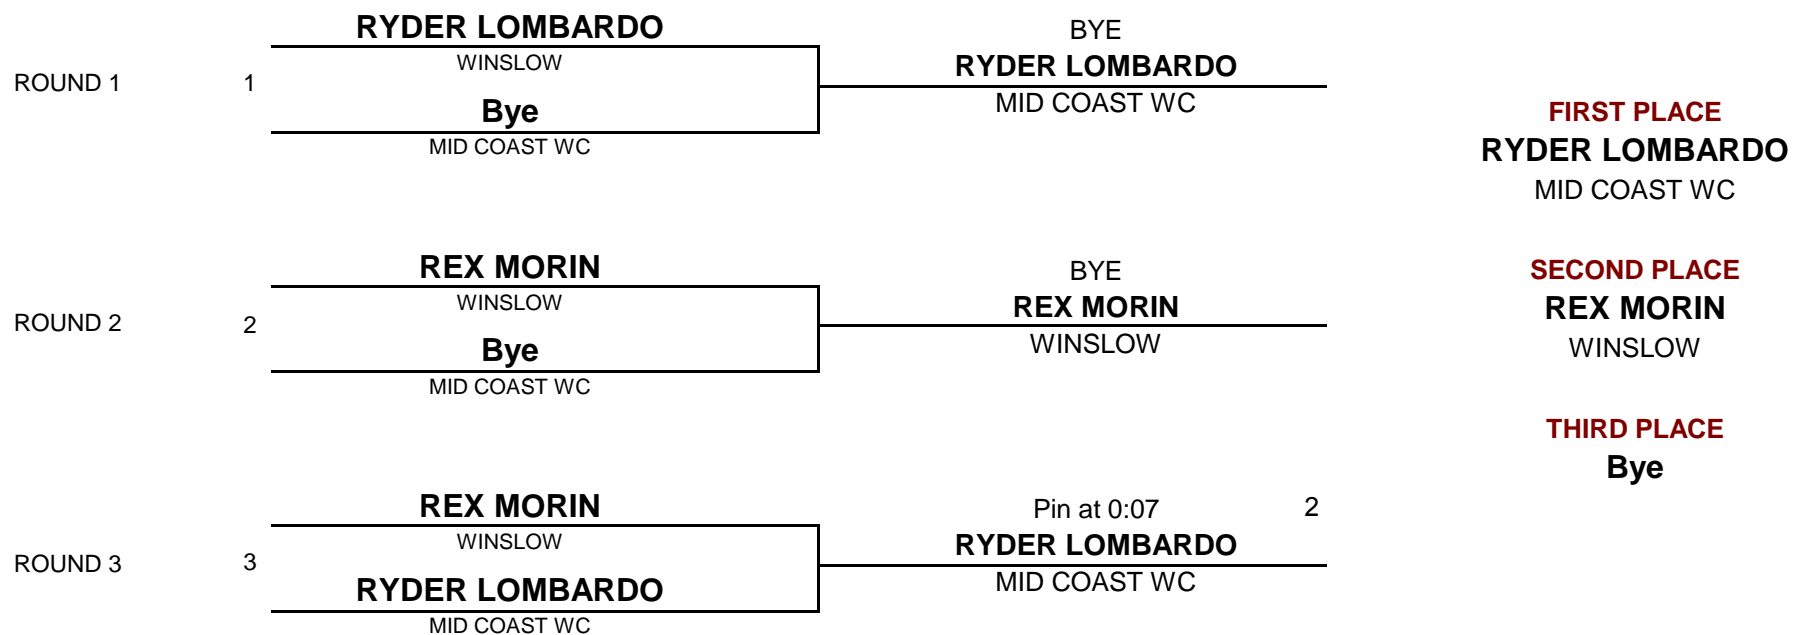 ROUND 1
1
RYDER LOMBARDO
WINSLOW
Bye
MID COAST WC
BYE
RYDER LOMBARDO
MID COAST WC
ROUND 2
2
REX MORIN
WINSLOW
Bye
MID COAST WC
BYE
REX MORIN
WINSLOW
ROUND 3
3
REX MORIN
WINSLOW
RYDER LOMBARDO
MID COAST WC
Pin at 0:07 2
RYDER LOMBARDO
MID COAST WC
FIRST PLACE
RYDER LOMBARDO
MID COAST WC
SECOND PLACE
REX MORIN
WINSLOW
THIRD PLACE
Bye